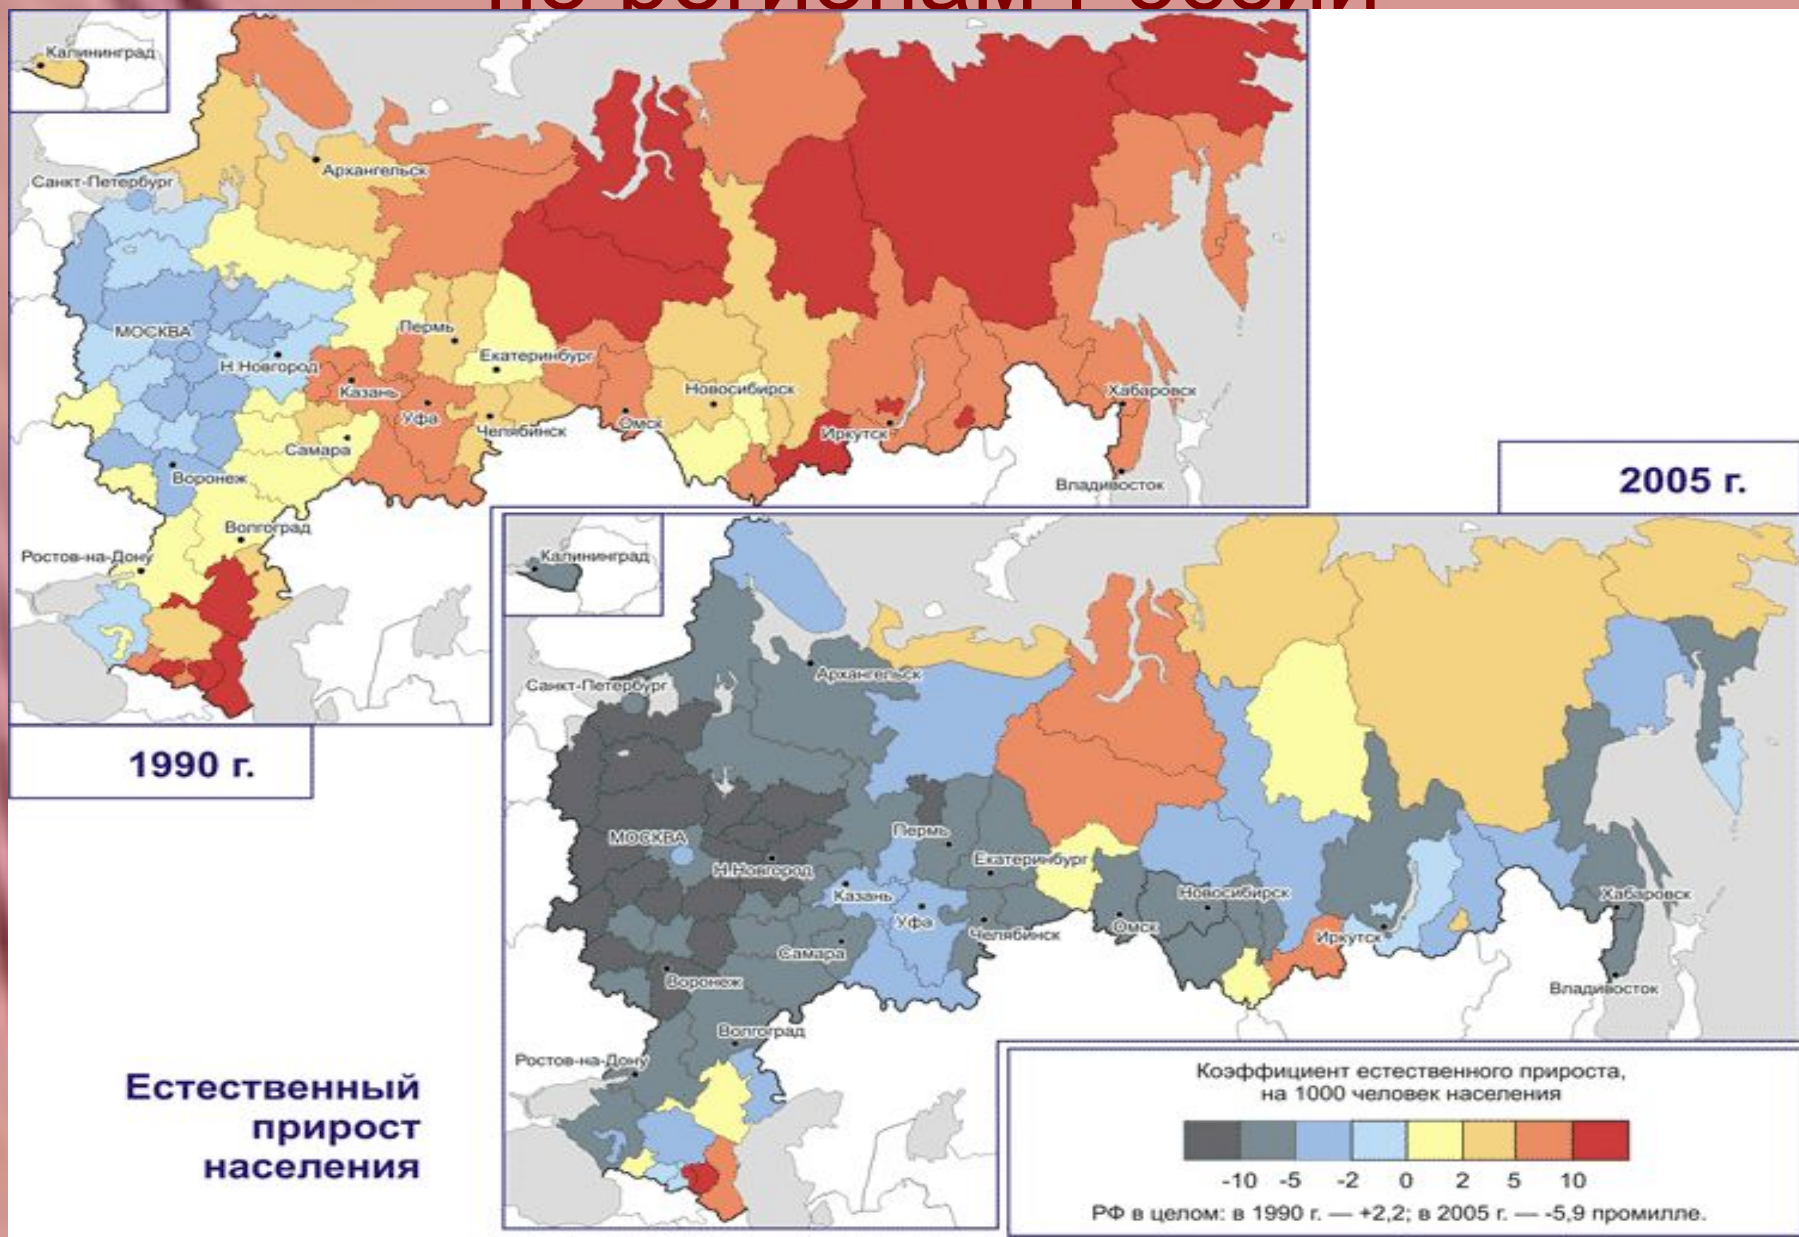 по регионам России
Калининград
Архангельск
Санкт-Петербург
МОСКВА
Пермь
Н.Новгород
Екатеринбург
Казань
Новосибирск
Хабаровск
Уфа
Омск
Челябинск
Иркутск
Самара
Воронеж
Владивосток
Волгоград
Ростов-на-Дону
1990 г.
2005 г.
Калининград
Архангельск
Санкт-Петербург
МОСКВА
Пермь
Н.Новгород
Екатеринбург
Казань
Новосибирск
Хабаровск
Уфа
Омск
Челябинск
Иркутск
Самара
Воронеж
Владивосток
Волгоград
Ростов-на-Дону
Естественный
прирост
населения
Коэффициент естественного прироста,
на 1000 человек населения
-10 -5 -2 0 2 5 10
РФ в целом: в 1990 г. — +2,2; в 2005 г. — -5,9 промилле.